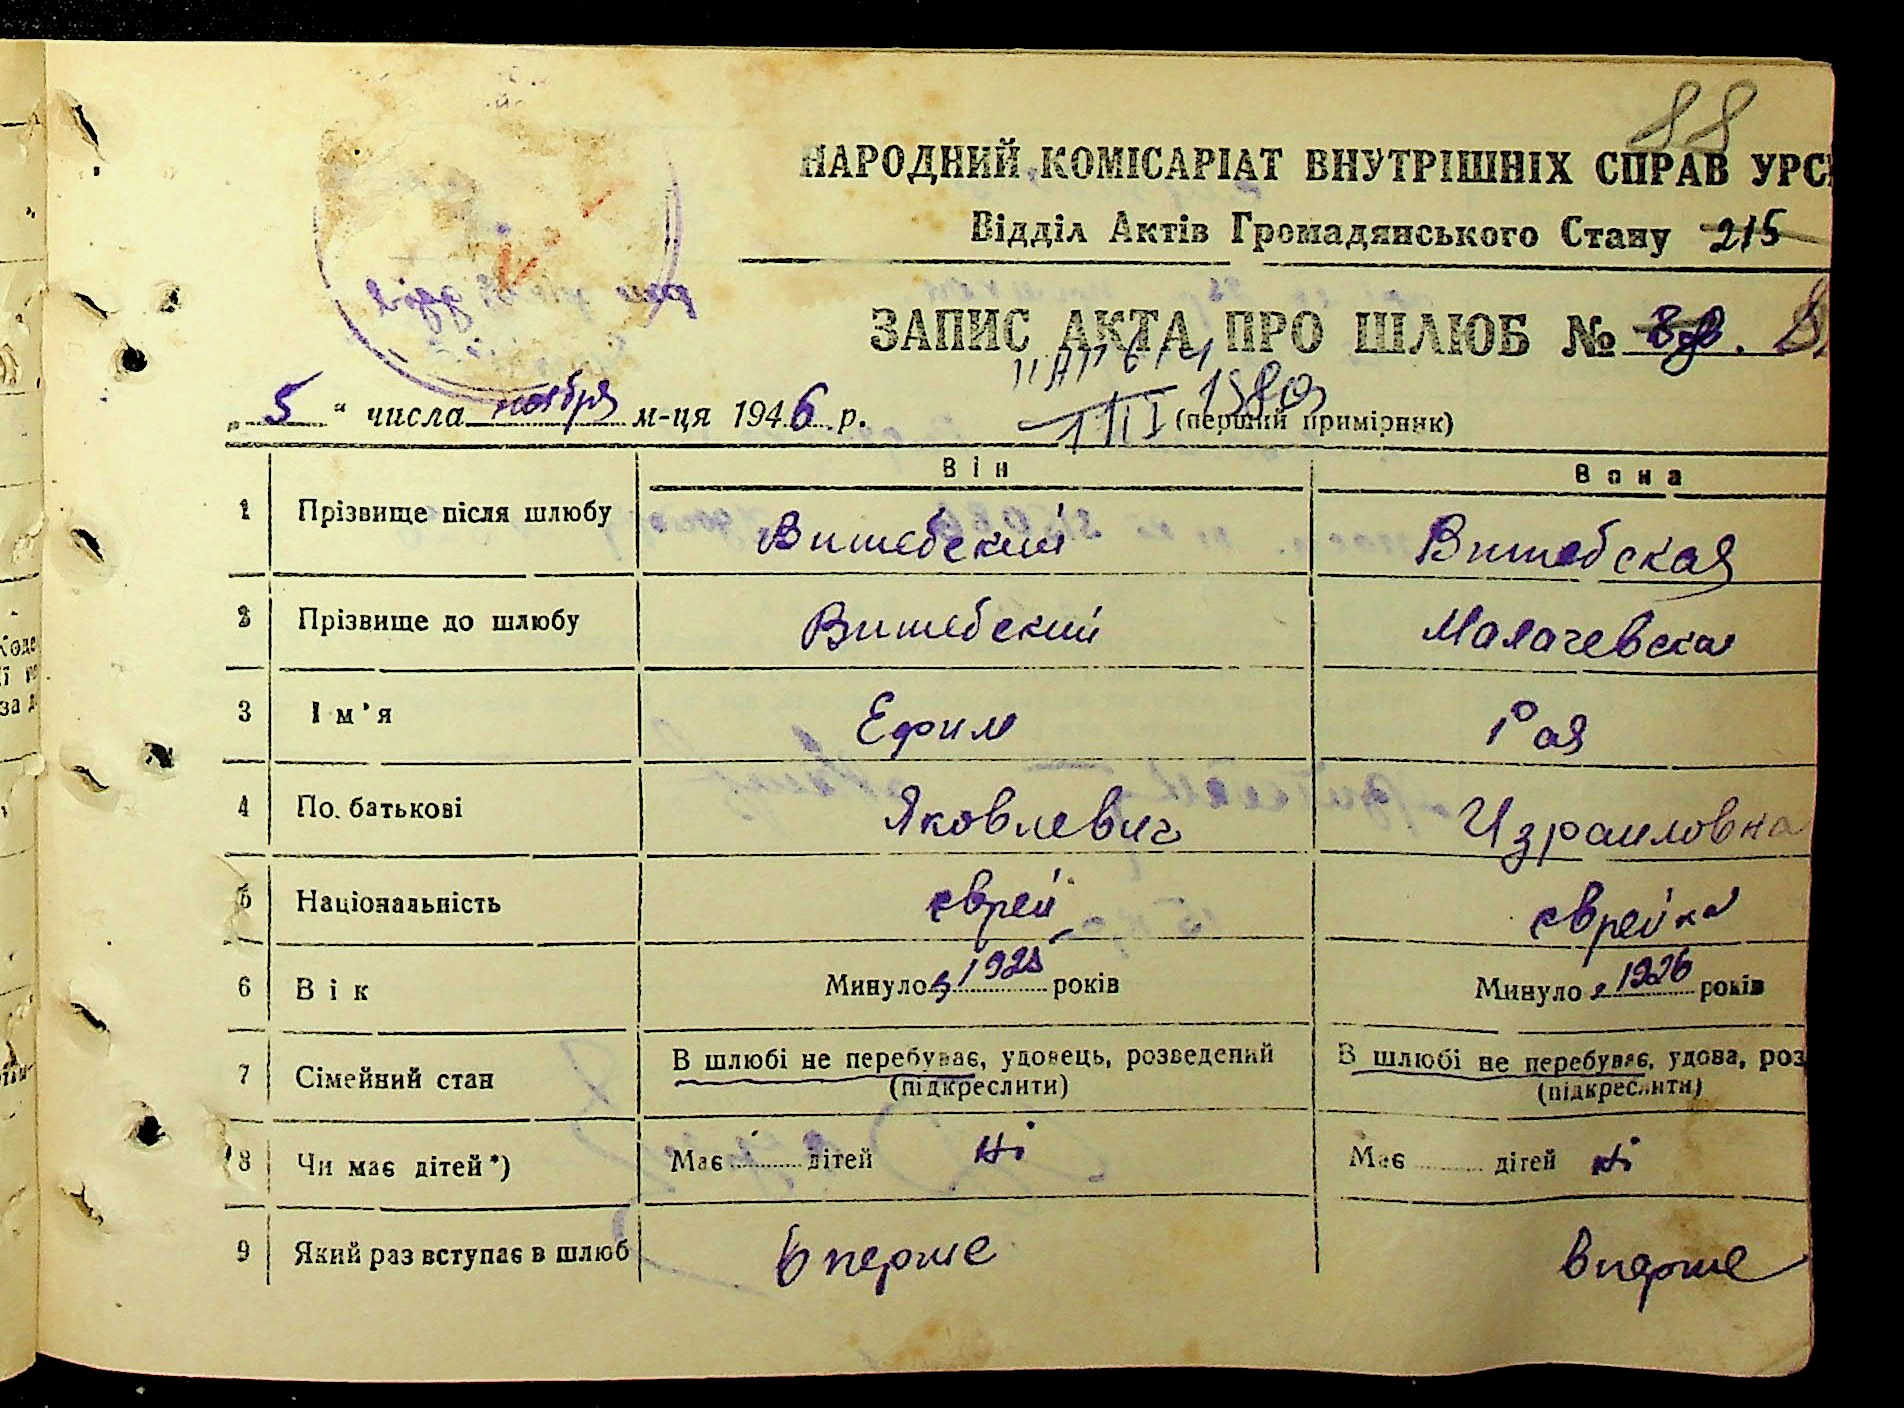 88
НАРОДНИЙ КОМІСАРІАТ ВНУТРІШНІХ СПРАВ УРС
Відділ Актів Громадянського Стану 215
ЗАПИС АКТА ПРО ШЛЮБ №
„ 5 “ числа ноября м-ця 1946 р. (перший примірник)
Він Вона
1 Прізвище після шлюбу Витебский Витебская
2 Прізвище до шлюбу Витебский Малачевская
3 Ім'я Ефим Рая
4 По батькові Яковлевич Израиловна
5 Національність еврей еврейка
6 Вік Минуло років Минуло 1926 років
7 Сімейний стан В шлюбі не перебуває, удовець, розведений В шлюбі не перебуває, удова, роз
(підкреслити) (підкреслити)
8 Чи має дітей*) Має дітей Ні Має дітей Ні
9 Який раз вступає в шлюб вперше вперше